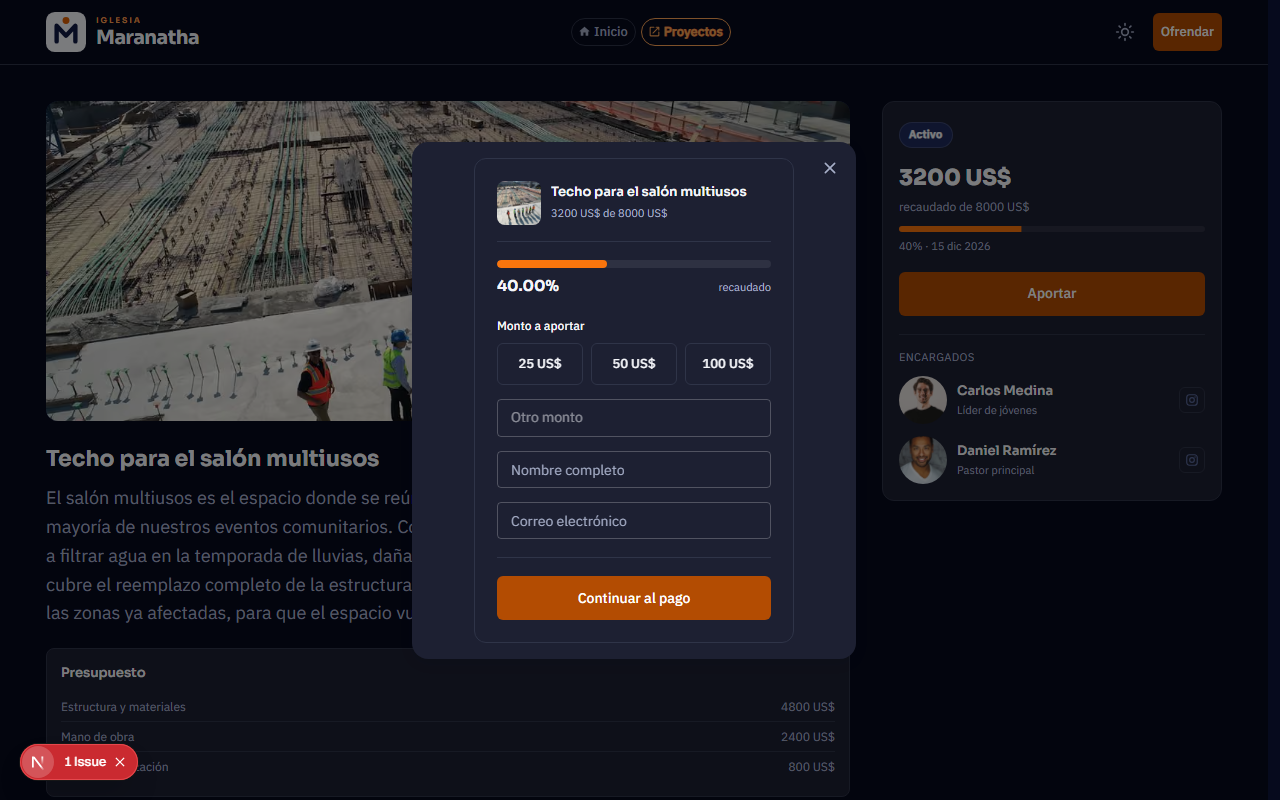 IGLESIA
Maranatha
Inicio
Proyectos
Ofrendar
Techo para el salón multiusos
3200 US$ de 8000 US$
40.00%
recaudado
Monto a aportar
25 US$
50 US$
100 US$
Otro monto
Nombre completo
Correo electrónico
Continuar al pago
Activo
3200 US$
recaudado de 8000 US$
40% · 15 dic 2026
Aportar
ENCARGADOS
Carlos Medina
Líder de jóvenes
Daniel Ramírez
Pastor principal
Techo para el salón multiusos
El salón multiusos es el espacio donde se reú
mayoría de nuestros eventos comunitarios.
a filtrar agua en la temporada de lluvias, daña
cubre el reemplazo completo de la estructura
las zonas ya afectadas, para que el espacio vu
Presupuesto
Estructura y materiales 4800 US$
Mano de obra 2400 US$
800 US$
N 1 Issue